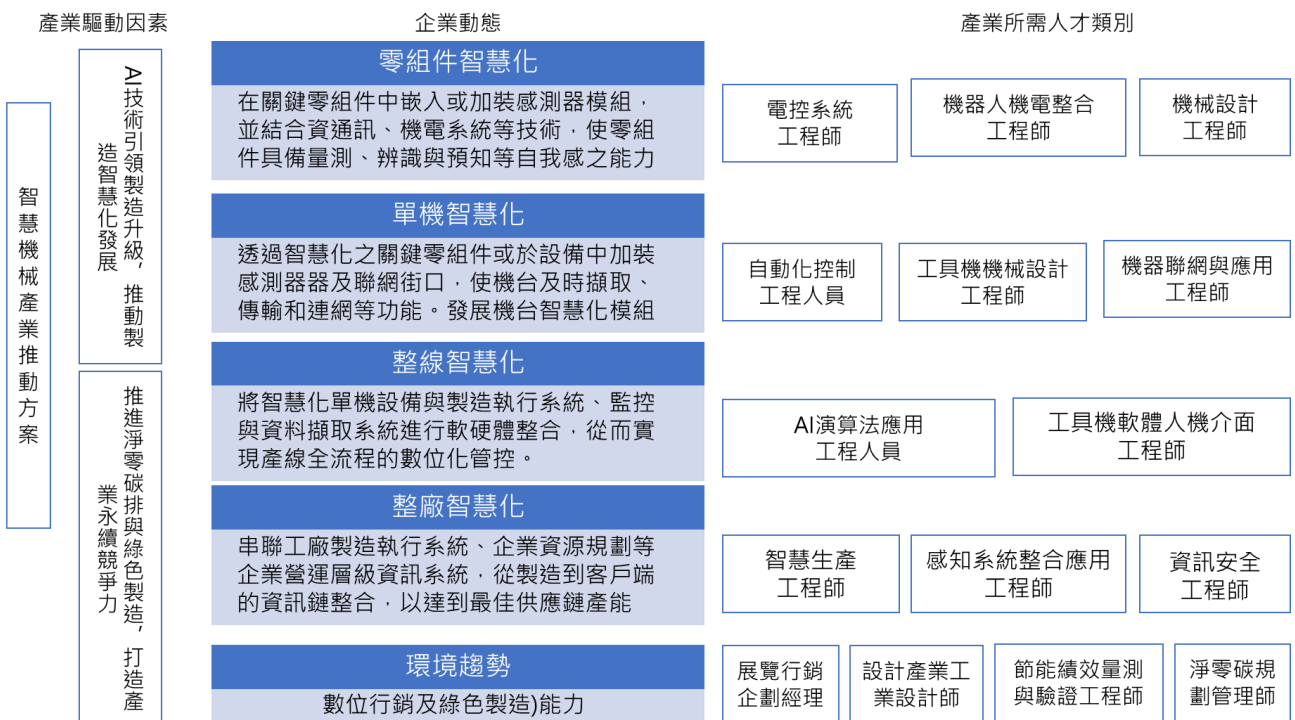 產業驅動因素
企業動態
產業所需人才類別
智慧機械產業推動方案
AI技術引領製造升級，推動製
造智慧化發展
推進淨零碳排與綠色製造，打造產
業永續競爭力
零組件智慧化
在關鍵零組件中嵌入或加裝感測器模組，
並結合資通訊、機電系統等技術，使零組
件具備量測、辨識與預知等自我感之能力
電控系統
工程師
機器人機電整合
工程師
機械設計
工程師
單機智慧化
透過智慧化之關鍵零組件或於設備中加裝
感測器器及聯網街口，使機台及時擷取、
傳輸和連網等功能。發展機台智慧化模組
自動化控制
工程人員
工具機機械設計
工程師
機器聯網與應用
工程師
整線智慧化
將智慧化單機設備與製造執行系統、監控
與資料擷取系統進行軟硬體整合，從而實
現產線全流程的數位化管控。
AI演算法應用
工程人員
工具機軟體人機介面
工程師
整廠智慧化
串聯工廠製造執行系統、企業資源規劃等
企業營運層級資訊系統，從製造到客戶端
的資訊鏈整合，以達到最佳供應鏈產能
智慧生產
工程師
感知系統整合應用
工程師
資訊安全
工程師
環境趨勢
數位行銷及綠色製造)能力
展覽行銷
企劃經理
設計產業工
業設計師
節能績效量測
與驗證工程師
淨零碳規
劃管理師